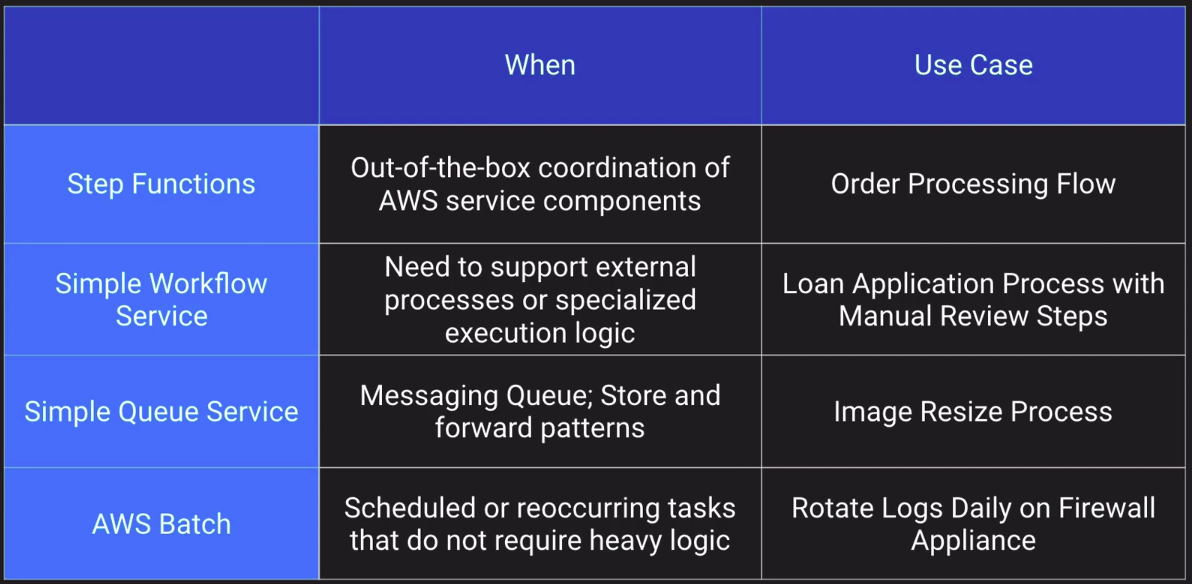 When
Use Case
Step Functions
Out-of-the-box coordination of
AWS service components
Order Processing Flow
Simple Workflow
Service
Need to support external
processes or specialized
execution logic
Loan Application Process with
Manual Review Steps
Simple Queue Service
Messaging Queue; Store and
forward patterns
Image Resize Process
AWS Batch
Scheduled or reoccurring tasks
that do not require heavy logic
Rotate Logs Daily on Firewall
Appliance